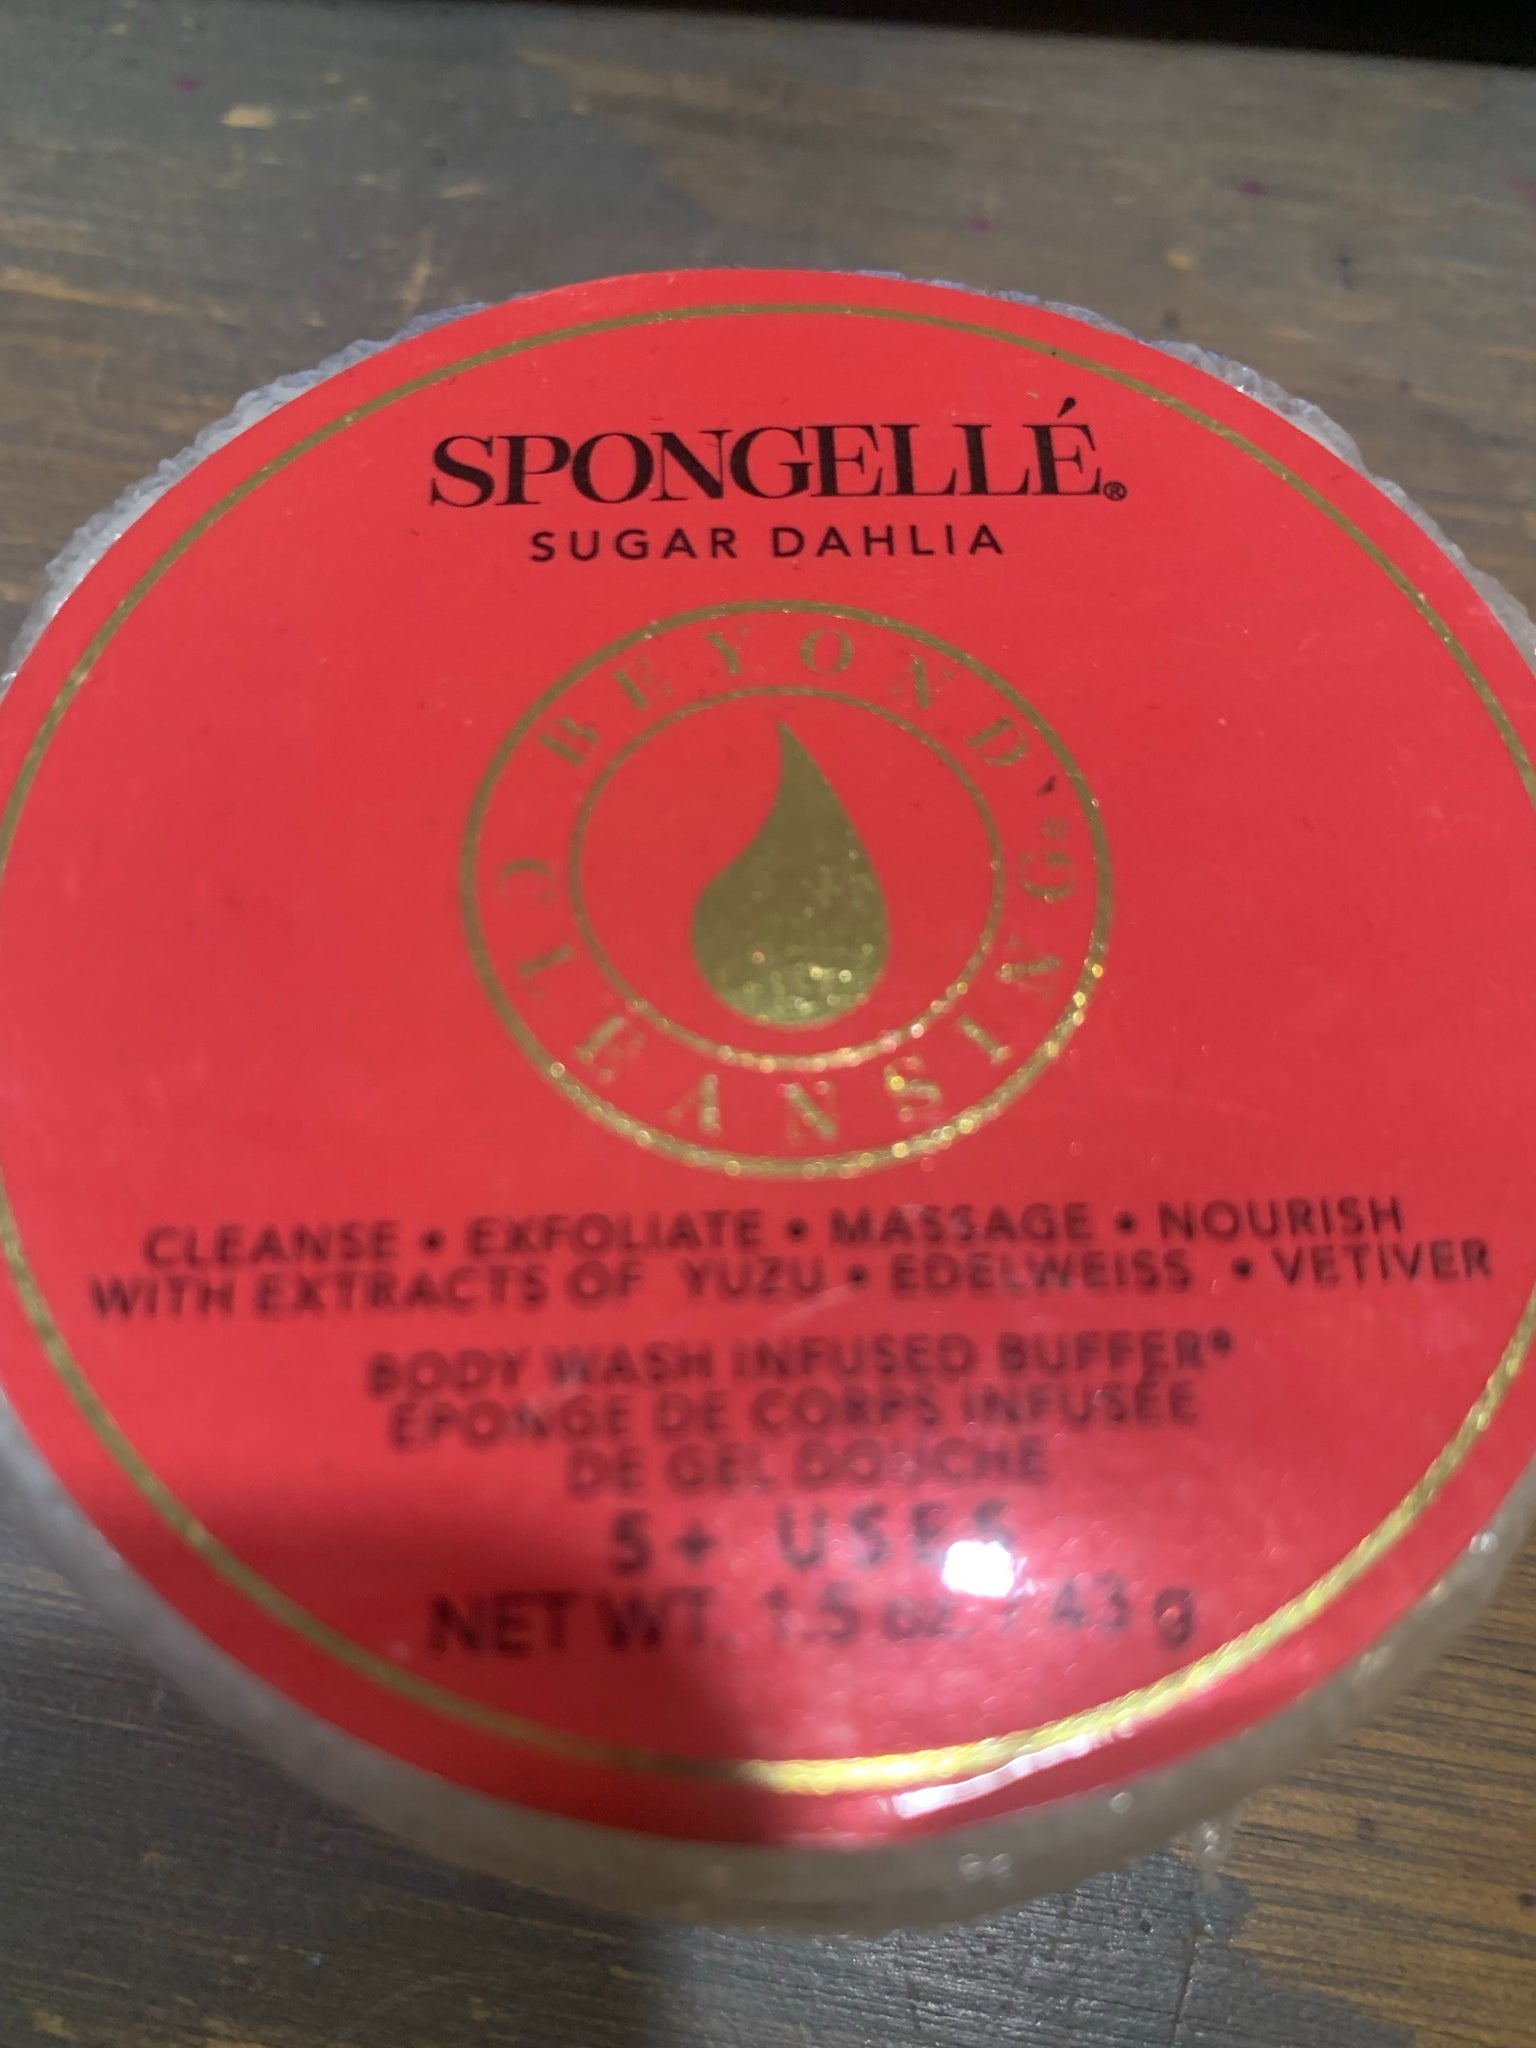 SPONGELLÉ®
SUGAR DAHLIA
BEYOND CLEANSING®
CLEANSE • EXFOLIATE • MASSAGE • NOURISH
WITH EXTRACTS OF YUZU • EDELWEISS • VETIVER
BODY WASH INFUSED BUFFER®
ÉPONGE DE CORPS INFUSÉE
DE GEL DOUCHE
5+ USES
NET WT. 1.5 oz. / 43 g